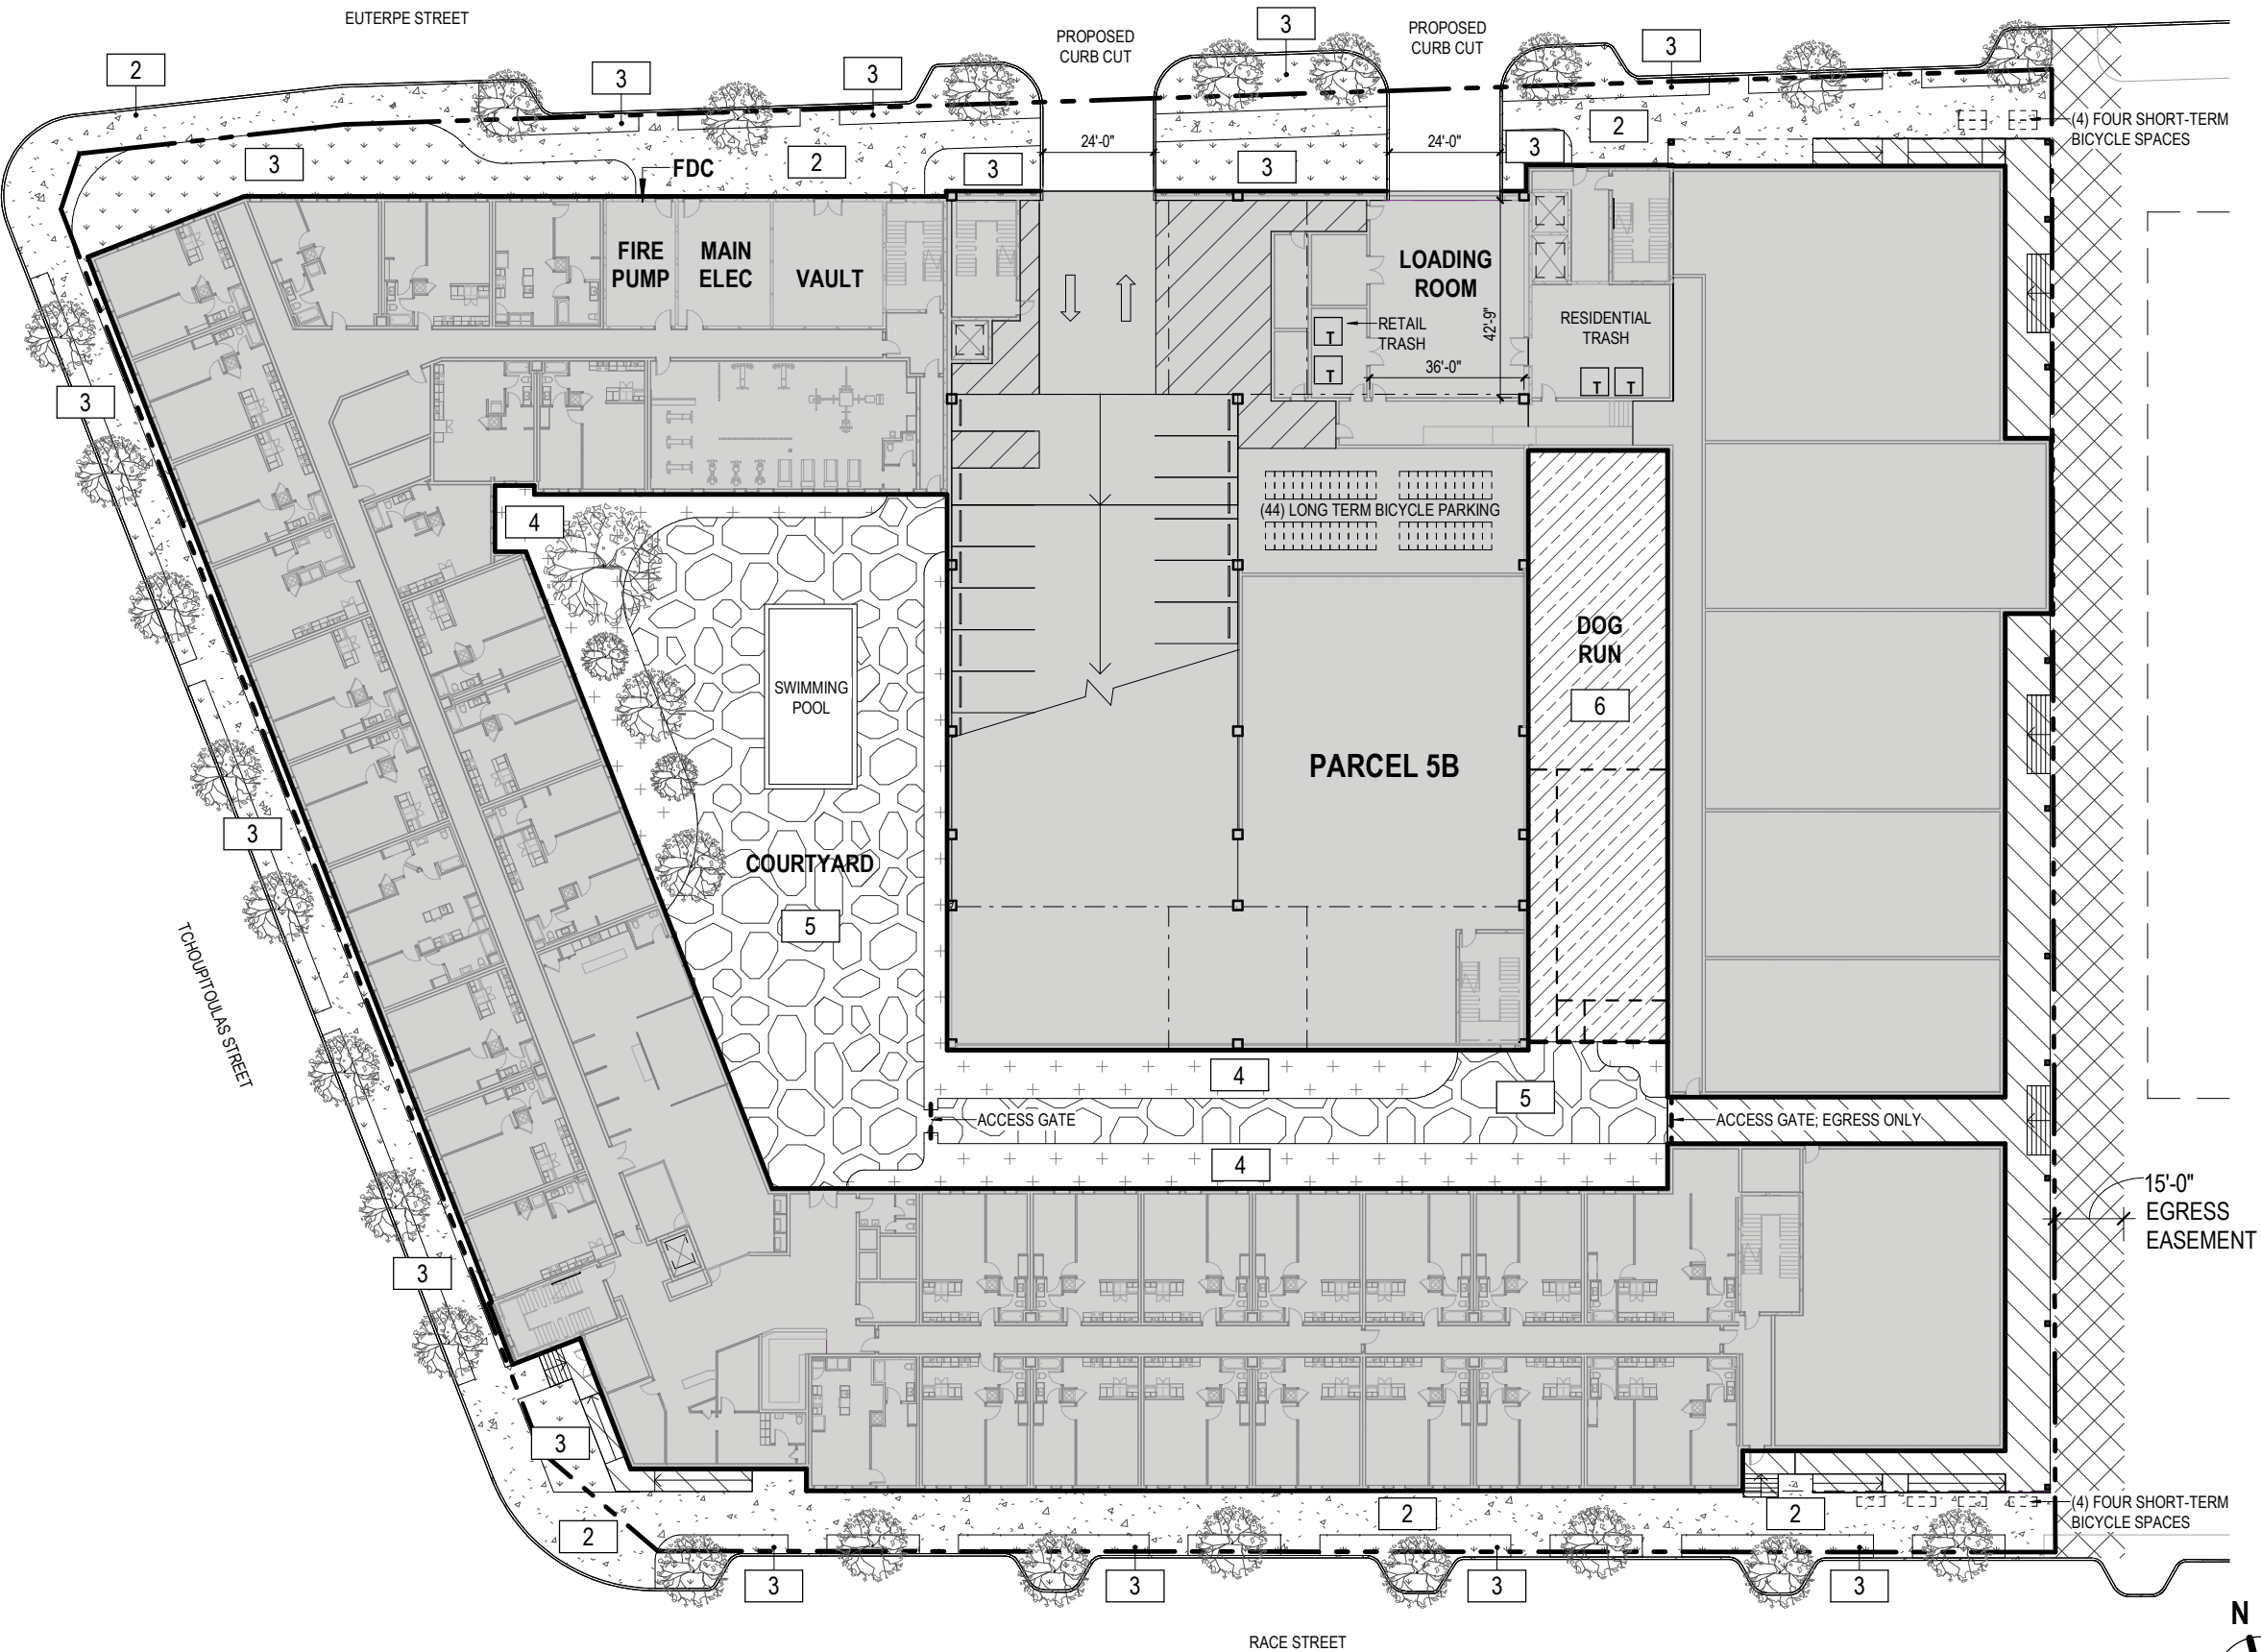 EUTERPE STREET
PROPOSED
CURB CUT
3
PROPOSED
CURB CUT
3
2
3
3
2
(4) FOUR SHORT-TERM
BICYCLE SPACES
24'-0"
24'-0"
3
2
3
3
3
FDC
FIRE
PUMP
MAIN
ELEC
VAULT
LOADING
ROOM
RETAIL
TRASH
T
T
42'-9"
36'-0"
RESIDENTIAL
TRASH
T
T
3
4
(44) LONG TERM BICYCLE PARKING
DOG
RUN
6
SWIMMING
POOL
PARCEL 5B
3
COURTYARD
5
TCHOUPITOULAS STREET
4
5
ACCESS GATE
ACCESS GATE; EGRESS ONLY
4
15'-0"
EGRESS
EASEMENT
3
3
2
2
2
(4) FOUR SHORT-TERM
BICYCLE SPACES
3
3
3
3
N
RACE STREET